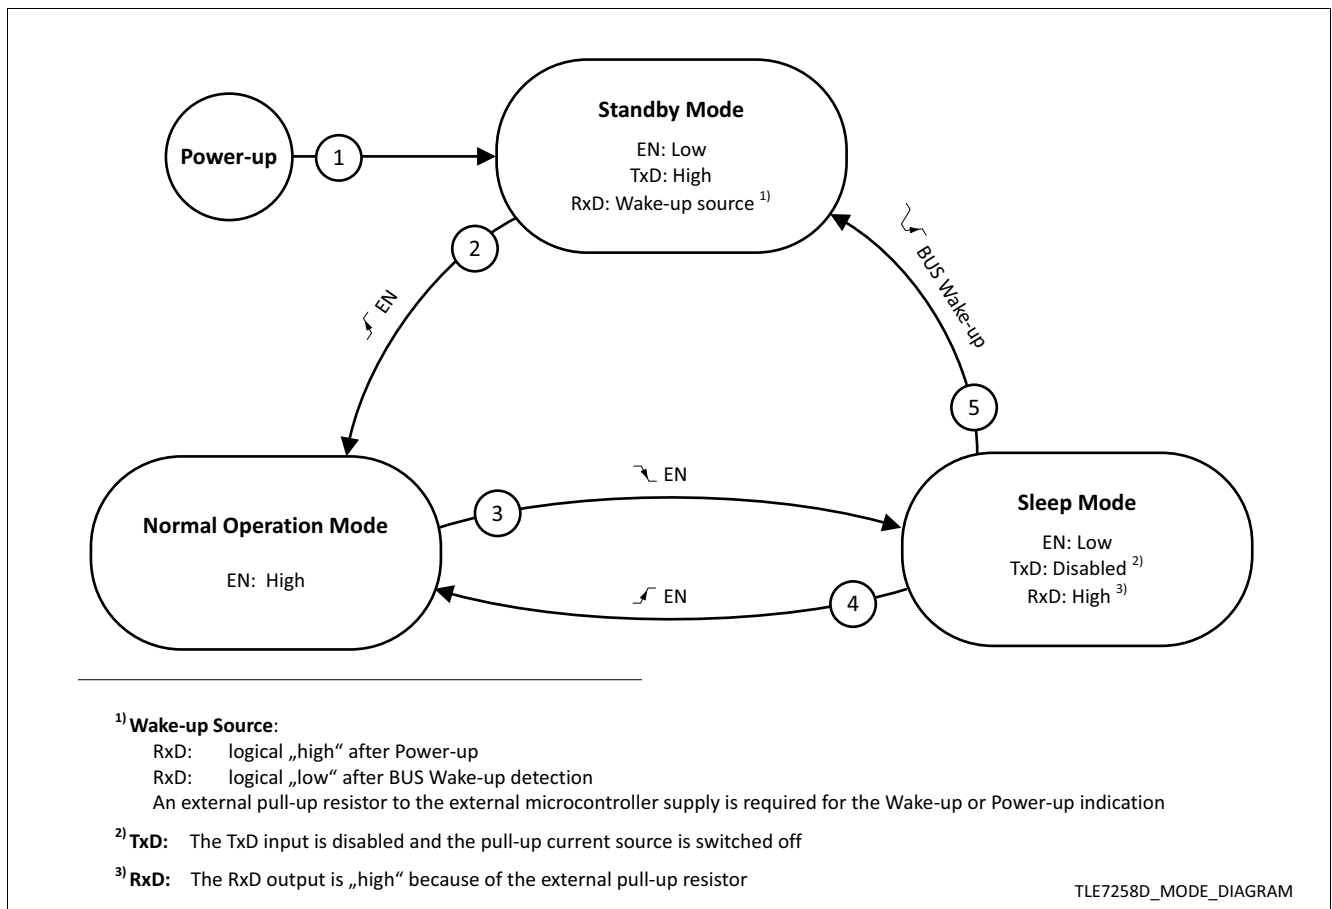 Standby Mode
EN: Low
TxD: High
RxD: Wake-up source 1)
Power-up
1
2
EN
BUS Wake-up
5
Normal Operation Mode
EN: High
3
EN
EN
4
Sleep Mode
EN: Low
TxD: Disabled 2)
RxD: High 3)
1) Wake-up Source:
RxD: logical „high“ after Power-up
RxD: logical „low“ after BUS Wake-up detection
An external pull-up resistor to the external microcontroller supply is required for the Wake-up or Power-up indication
2) TxD: The TxD input is disabled and the pull-up current source is switched off
3) RxD: The RxD output is „high“ because of the external pull-up resistor
TLE7258D_MODE_DIAGRAM